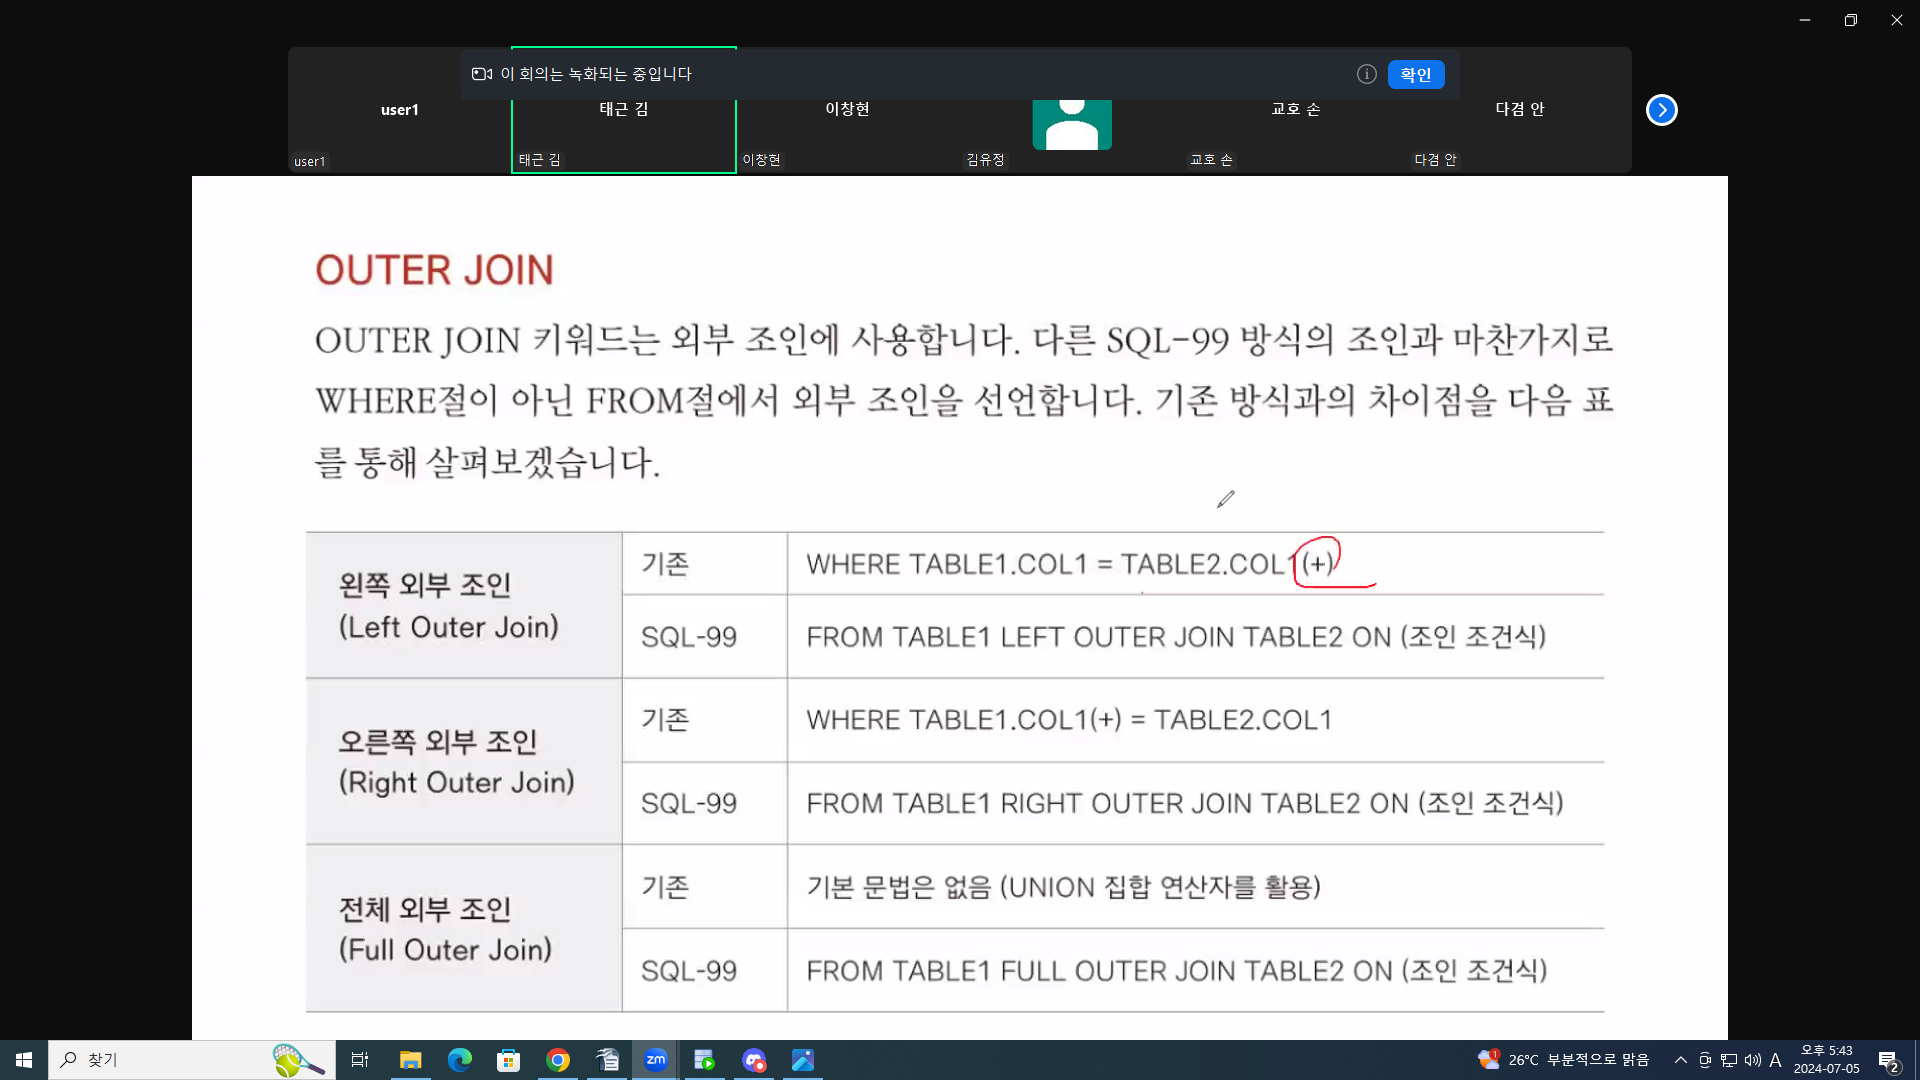 이 회의는 녹화되는 중입니다
확인
user1
태근 김
이창현
교호 손
다겸 안
user1
태근 김
이창현
김유정
교호 손
다겸 안
OUTER JOIN
OUTER JOIN 키워드는 외부 조인에 사용합니다. 다른 SQL-99 방식의 조인과 마찬가지로
WHERE절이 아닌 FROM절에서 외부 조인을 선언합니다. 기존 방식과의 차이점을 다음 표
를 통해 살펴보겠습니다.
왼쪽 외부 조인
(Left Outer Join)
기존
WHERE TABLE1.COL1 = TABLE2.COL1(+)
SQL-99
FROM TABLE1 LEFT OUTER JOIN TABLE2 ON (조인 조건식)
오른쪽 외부 조인
(Right Outer Join)
기존
WHERE TABLE1.COL1(+) = TABLE2.COL1
SQL-99
FROM TABLE1 RIGHT OUTER JOIN TABLE2 ON (조인 조건식)
전체 외부 조인
(Full Outer Join)
기존
기본 문법은 없음 (UNION 집합 연산자를 활용)
SQL-99
FROM TABLE1 FULL OUTER JOIN TABLE2 ON (조인 조건식)
찾기
zm
1
26°C 부분적으로 맑음
A
오후 5:43
2024-07-05
2